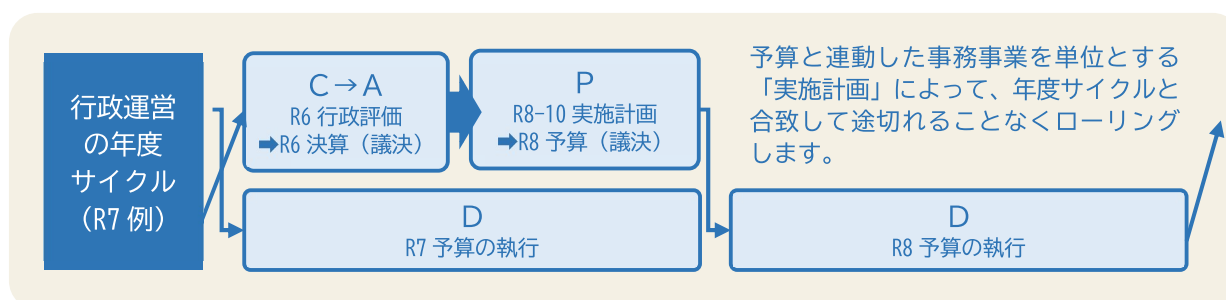 行政運営
の年度
サイクル
（R7 例）
C→A
R6 行政評価
➡R6 決算（議決）
P
R8-10 実施計画
➡R8 予算（議決）
予算と連動した事務事業を単位とする
「実施計画」によって、年度サイクルと
合致して途切れることなくローリング
します。
D
R7 予算の執行
D
R8 予算の執行